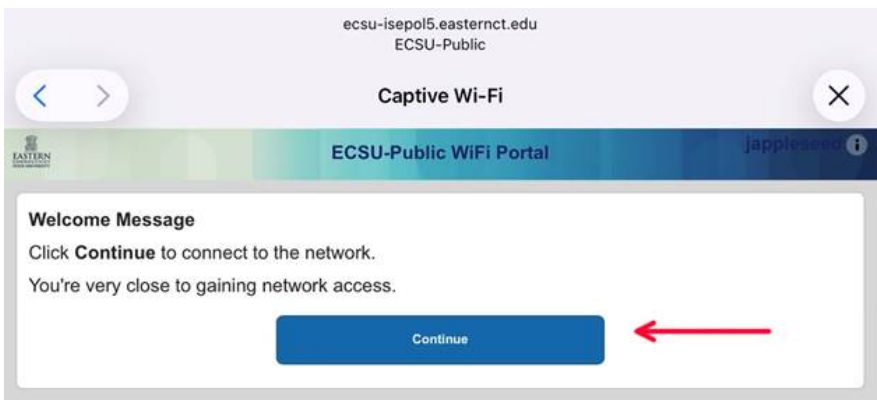 ecsu-isepol5.easternct.edu
ECSU-Public
Captive Wi-Fi
EASTERN
ECSU-Public WiFi Portal
jappleseed
Welcome Message
Click Continue to connect to the network.
You're very close to gaining network access.
Continue